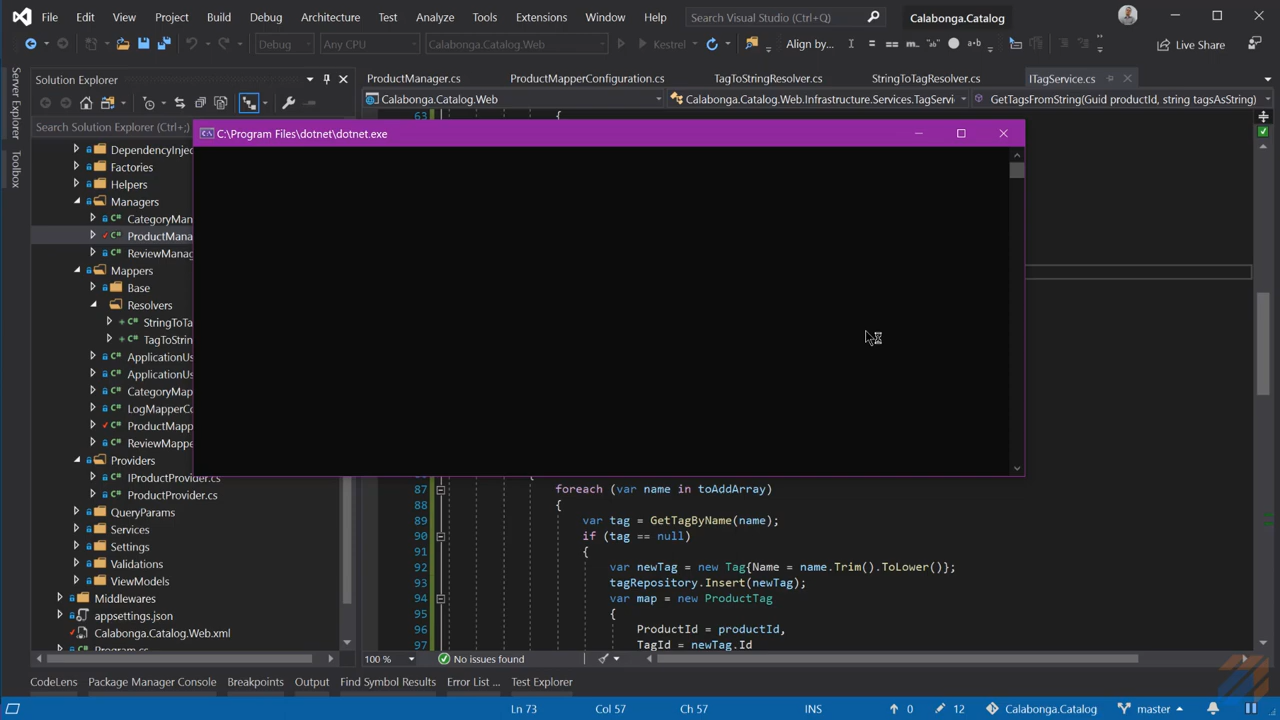 File Edit View Project Build Debug Architecture Test Analyze Tools Extensions Window Help Search Visual Studio (Ctrl+Q) Calabonga.Catalog
Debug Any CPU Calabonga.Catalog.Web Kestrel Align by... Live Share
Server Explorer
Toolbox
Solution Explorer
Search Solution Explorer (Ctrl+;)
DependencyInjec
Factories
Helpers
Managers
CategoryMan
ProductMana
ReviewManag
Mappers
Base
Resolvers
StringToTa
TagToStrin
ApplicationUs
ApplicationUs
CategoryMap
LogMapperCo
ProductMapp
ReviewMappe
Providers
IProductProvider.cs
ProductProvider.cs
QueryParams
Services
Settings
Validations
ViewModels
Middlewares
appsettings.json
Calabonga.Catalog.Web.xml
Program.cs
ProductManager.cs ProductMapperConfiguration.cs TagToStringResolver.cs StringToTagResolver.cs ITagService.cs
Calabonga.Catalog.Web Calabonga.Catalog.Web.Infrastructure.Services.TagServi GetTagsFromString(Guid productId, string tagsAsString)
63 {
C:\Program Files\dotnet\dotnet.exe
87 foreach (var name in toAddArray)
88 {
89 var tag = GetTagByName(name);
90 if (tag == null)
91 {
92 var newTag = new Tag{Name = name.Trim().ToLower()};
93 tagRepository.Insert(newTag);
94 var map = new ProductTag
95 {
96 ProductId = productId,
97 TagId = newTag.Id
100 % No issues found
CodeLens Package Manager Console Breakpoints Output Find Symbol Results Error List ... Test Explorer
Ln 73 Col 57 Ch 57 INS 0 12 Calabonga.Catalog master